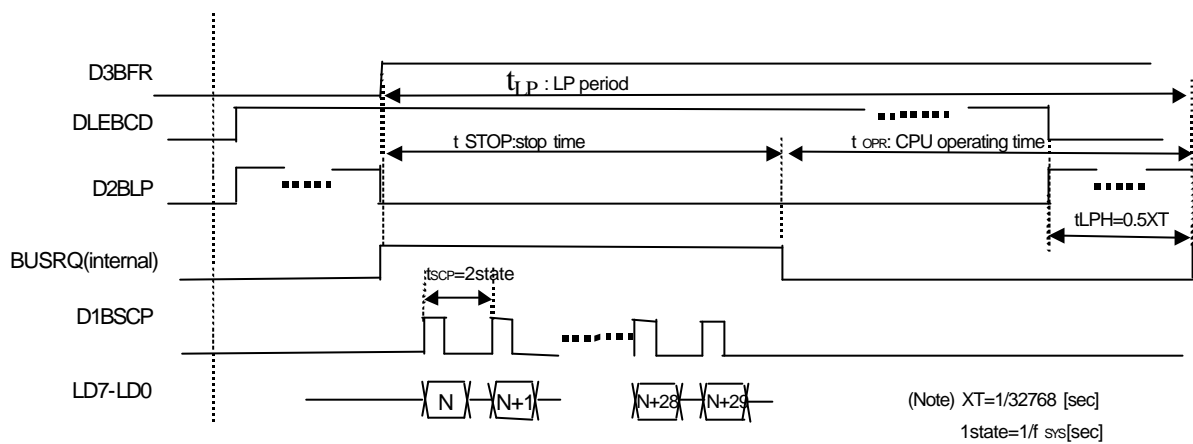 D3BFR
tLP : LP period
DLEBCD
t STOP:stop time
t OPR: CPU operating time
D2BLP
tLPH=0.5XT
BUSRQ(internal)
tSCP=2state
D1BSCP
LD7-LD0
N
N+1
N+28
N+29
(Note) XT=1/32768 [sec]
1state=1/f SYS[sec]